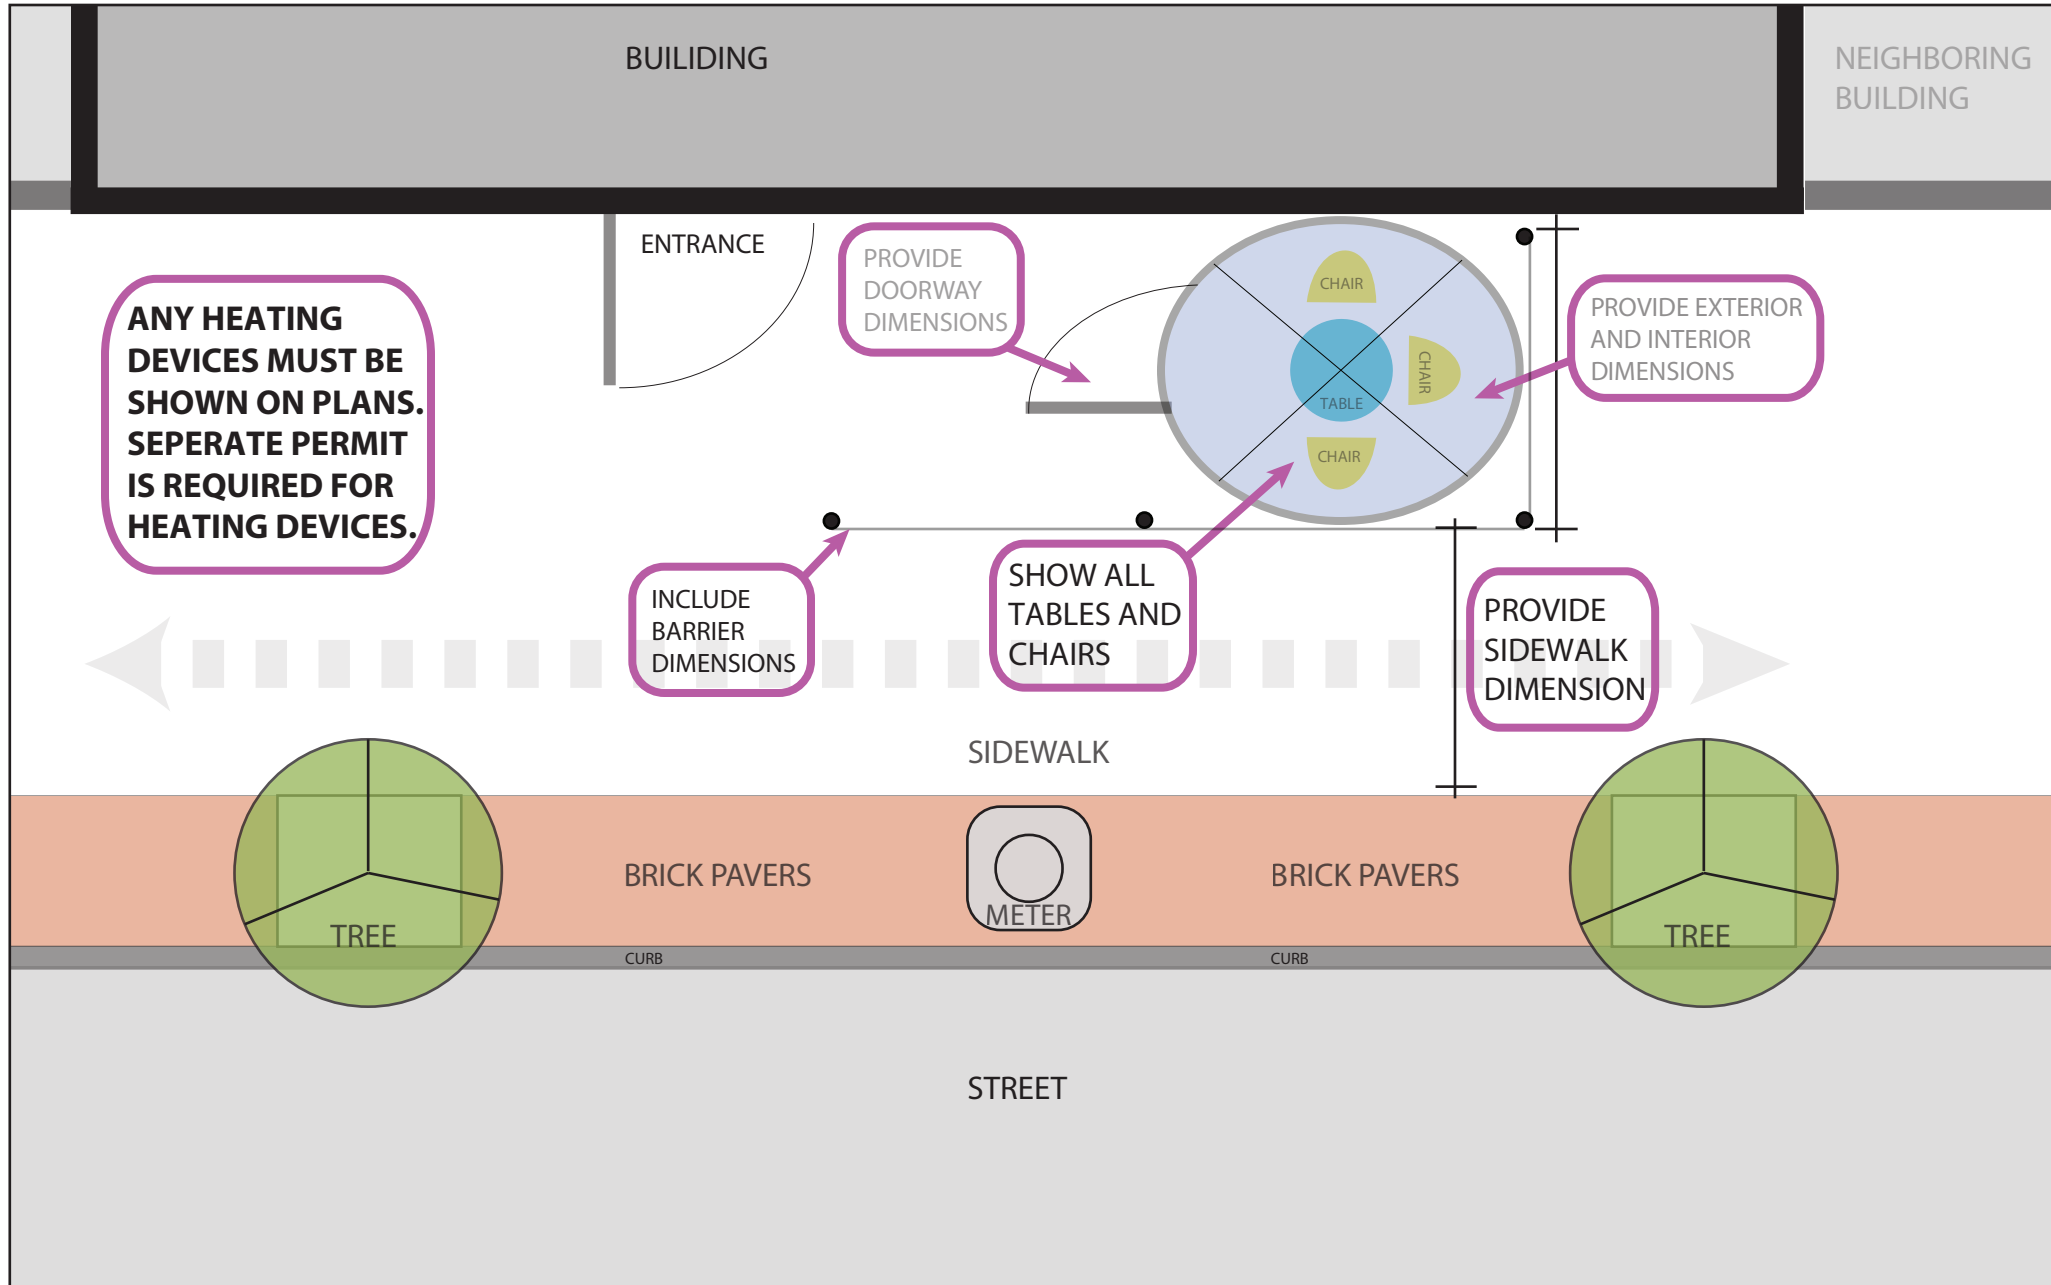 BUILIDING
NEIGHBORING
BUILDING
ENTRANCE
PROVIDE
DOORWAY
DIMENSIONS
CHAIR
CHAIR
TABLE
CHAIR
PROVIDE EXTERIOR
AND INTERIOR
DIMENSIONS
ANY HEATING
DEVICES MUST BE
SHOWN ON PLANS.
SEPERATE PERMIT
IS REQUIRED FOR
HEATING DEVICES.
INCLUDE
BARRIER
DIMENSIONS
SHOW ALL
TABLES AND
CHAIRS
PROVIDE
SIDEWALK
DIMENSION
SIDEWALK
BRICK PAVERS
METER
BRICK PAVERS
TREE
TREE
CURB
CURB
STREET